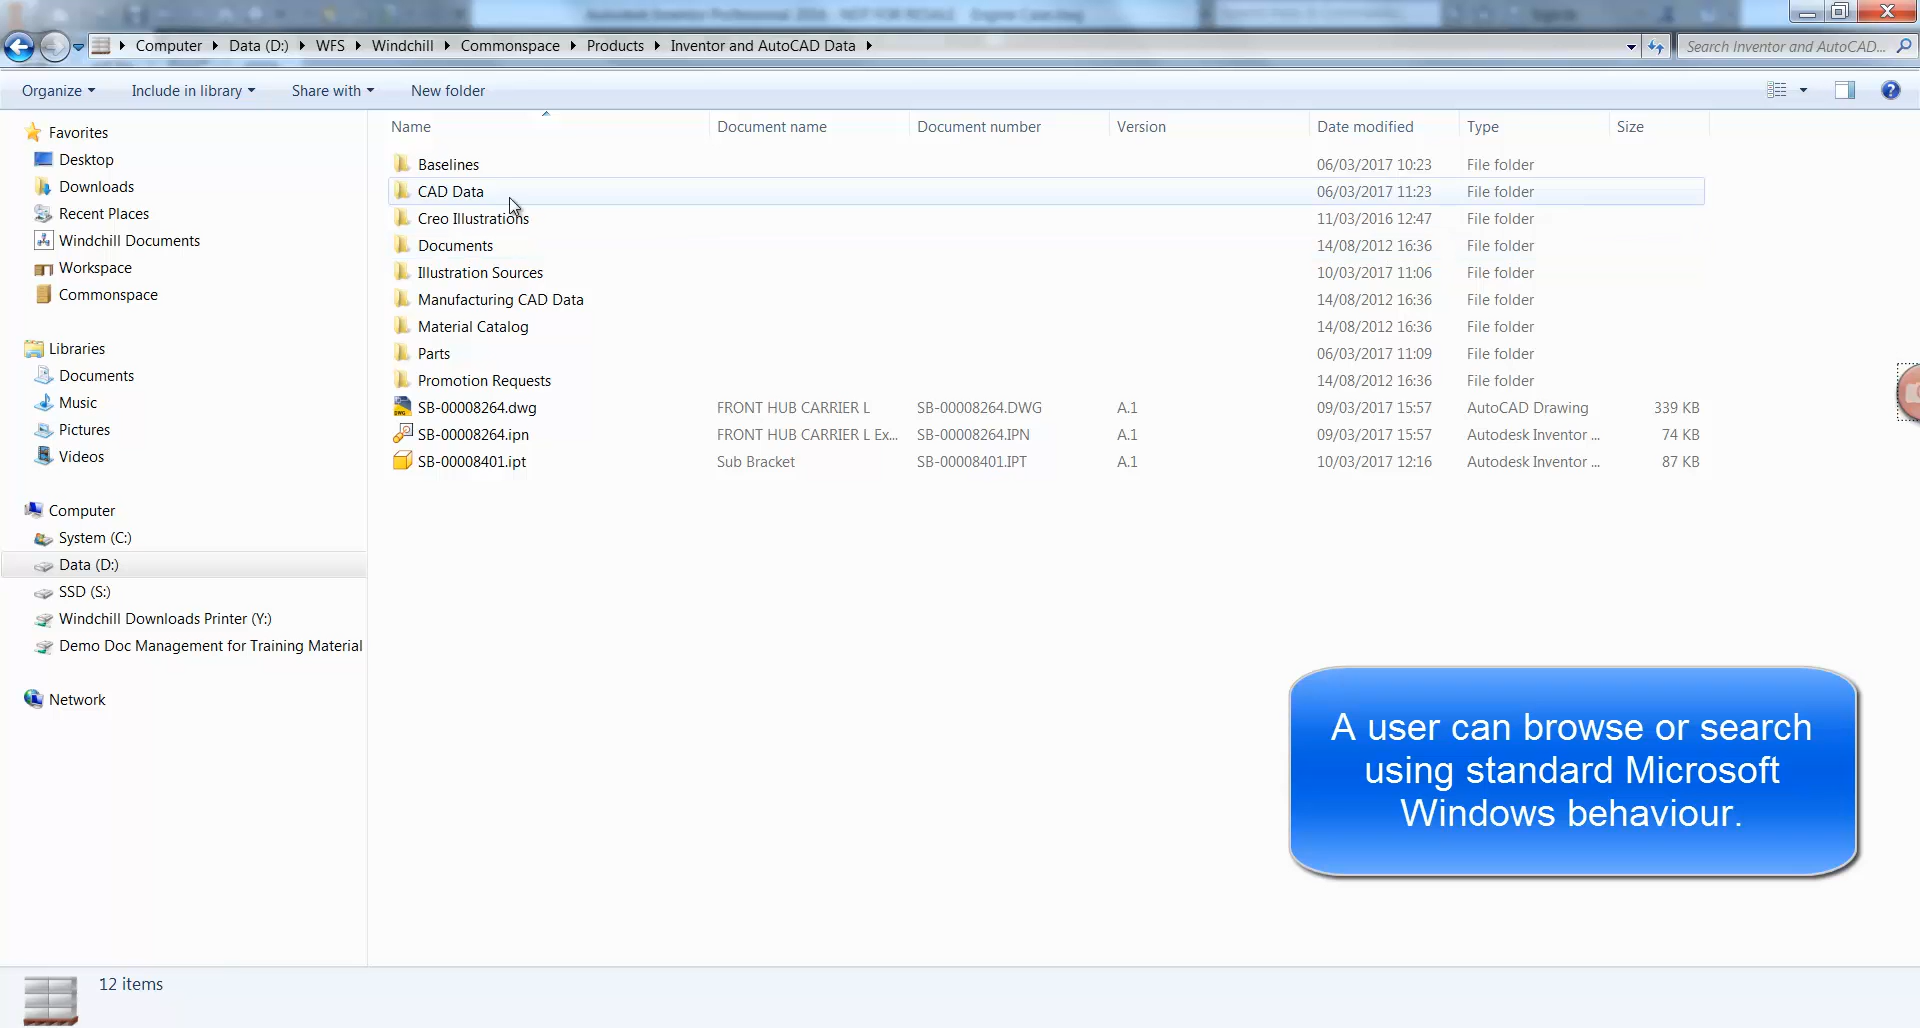 Computer Data (D:) WFS Windchill Commonspace Products Inventor and AutoCAD Data Search Inventor and AutoCAD...
Organize Include in library Share with New folder
Name Document name Document number Version Date modified Type Size
Favorites
Desktop
Downloads
Recent Places
Windchill Documents
Workspace
Commonspace
Libraries
Documents
Music
Pictures
Videos
Computer
System (C:)
Data (D:)
SSD (S:)
Windchill Downloads Printer (Y:)
Demo Doc Management for Training Material
Network
Baselines 06/03/2017 10:23 File folder
CAD Data 06/03/2017 11:23 File folder
Creo Illustrations 11/03/2016 12:47 File folder
Documents 14/08/2012 16:36 File folder
Illustration Sources 10/03/2017 11:06 File folder
Manufacturing CAD Data 14/08/2012 16:36 File folder
Material Catalog 14/08/2012 16:36 File folder
Parts 06/03/2017 11:09 File folder
Promotion Requests 14/08/2012 16:36 File folder
SB-00008264.dwg FRONT HUB CARRIER L SB-00008264.DWG A.1 09/03/2017 15:57 AutoCAD Drawing 339 KB
SB-00008264.ipn FRONT HUB CARRIER L Ex... SB-00008264.IPN A.1 09/03/2017 15:57 Autodesk Inventor ... 74 KB
SB-00008401.ipt Sub Bracket SB-00008401.IPT A.1 10/03/2017 12:16 Autodesk Inventor ... 87 KB
A user can browse or search
using standard Microsoft
Windows behaviour.
12 items